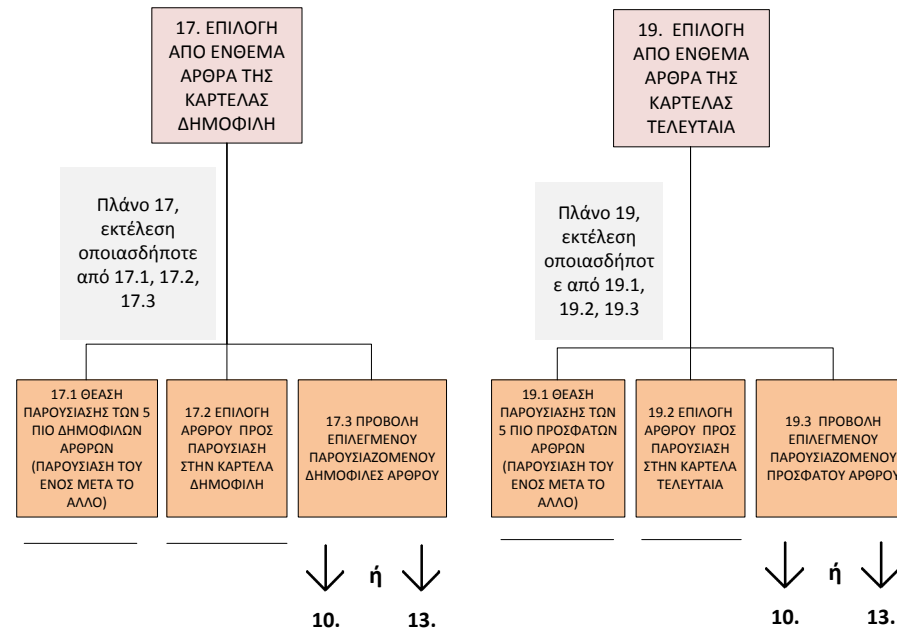 17. ΕΠΙΛΟΓΗ
ΑΠΟ ΕΝΘΕΜΑ
ΑΡΘΡΑ ΤΗΣ
ΚΑΡΤΕΛΑΣ
ΔΗΜΟΦΙΛΗ
Πλάνο 17,
εκτέλεση
οποιασδήποτε
από 17.1, 17.2,
17.3
17.1 ΘΕΑΣΗ
ΠΑΡΟΥΣΙΑΣΗΣ ΤΩΝ 5
ΠΙΟ ΔΗΜΟΦΙΛΩΝ
ΑΡΘΡΩΝ
(ΠΑΡΟΥΣΙΑΣΗ ΤΟΥ
ΕΝΟΣ ΜΕΤΑ ΤΟ
ΑΛΛΟ)
17.2 ΕΠΙΛΟΓΗ
ΑΡΘΡΟΥ ΠΡΟΣ
ΠΑΡΟΥΣΙΑΣΗ
ΣΤΗΝ ΚΑΡΤΕΛΑ
ΔΗΜΟΦΙΛΗ
17.3 ΠΡΟΒΟΛΗ
ΕΠΙΛΕΓΜΕΝΟΥ
ΠΑΡΟΥΣΙΑΖΟΜΕΝΟΥ
ΔΗΜΟΦΙΛΕΣ ΑΡΘΡΟΥ
ή
10.
13.
19. ΕΠΙΛΟΓΗ
ΑΠΟ ΕΝΘΕΜΑ
ΑΡΘΡΑ ΤΗΣ
ΚΑΡΤΕΛΑΣ
ΤΕΛΕΥΤΑΙΑ
Πλάνο 19,
εκτέλεση
οποιασδήποτ
ε από 19.1,
19.2, 19.3
19.1 ΘΕΑΣΗ
ΠΑΡΟΥΣΙΑΣΗΣ ΤΩΝ
5 ΠΙΟ ΠΡΟΣΦΑΤΩΝ
ΑΡΘΡΩΝ
(ΠΑΡΟΥΣΙΑΣΗ ΤΟΥ
ΕΝΟΣ ΜΕΤΑ ΤΟ
ΑΛΛΟ)
19.2 ΕΠΙΛΟΓΗ
ΑΡΘΡΟΥ ΠΡΟΣ
ΠΑΡΟΥΣΙΑΣΗ
ΣΤΗΝ ΚΑΡΤΕΛΑ
ΤΕΛΕΥΤΑΙΑ
19.3 ΠΡΟΒΟΛΗ
ΕΠΙΛΕΓΜΕΝΟΥ
ΠΑΡΟΥΣΙΑΖΟΜΕΝΟΥ
ΠΡΟΣΦΑΤΟΥ ΑΡΘΡΟΥ
ή
10.
13.